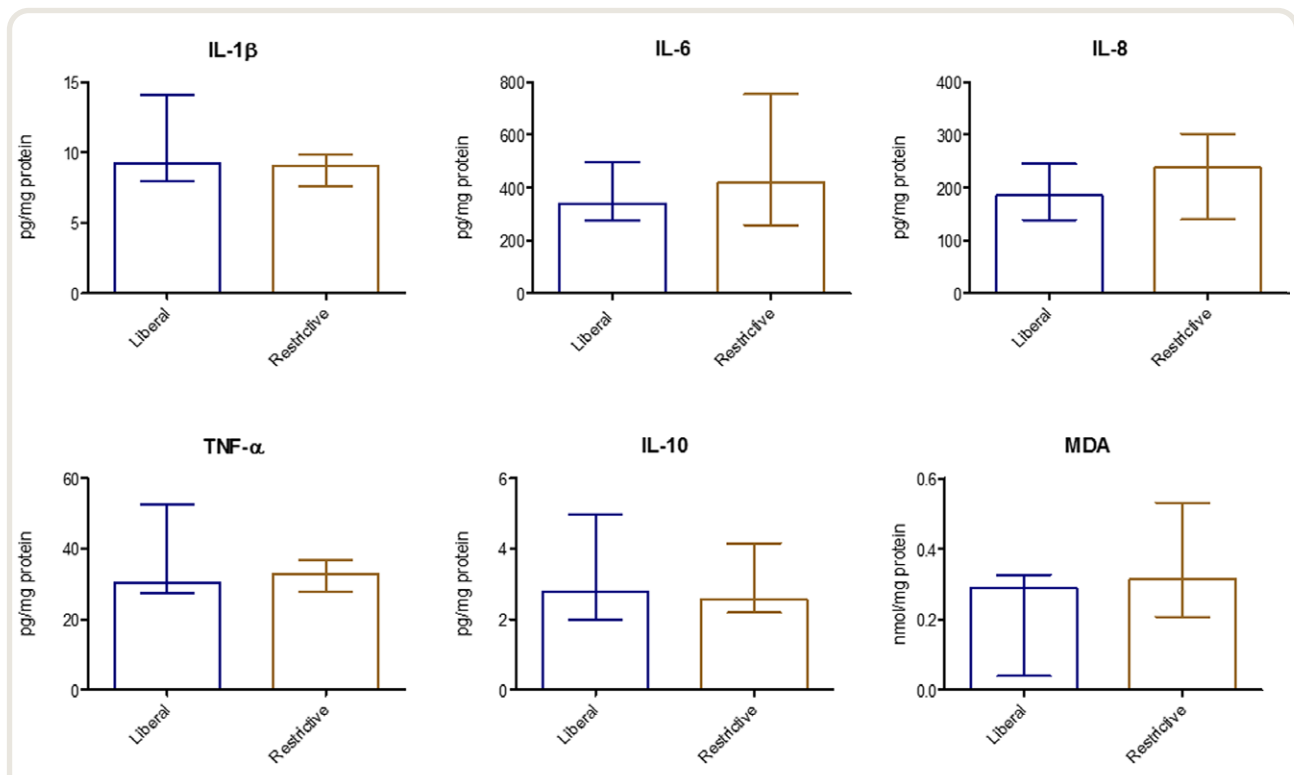 IL-1β
15
10
5
0
pg/mg protein
Liberal
Restrictive
IL-6
800
600
400
200
0
pg/mg protein
Liberal
Restrictive
IL-8
400
300
200
100
0
pg/mg protein
Liberal
Restrictive
TNF-α
60
40
20
0
pg/mg protein
Liberal
Restrictive
IL-10
6
4
2
0
pg/mg protein
Liberal
Restrictive
MDA
0.6
0.4
0.2
0.0
nmol/mg protein
Liberal
Restrictive